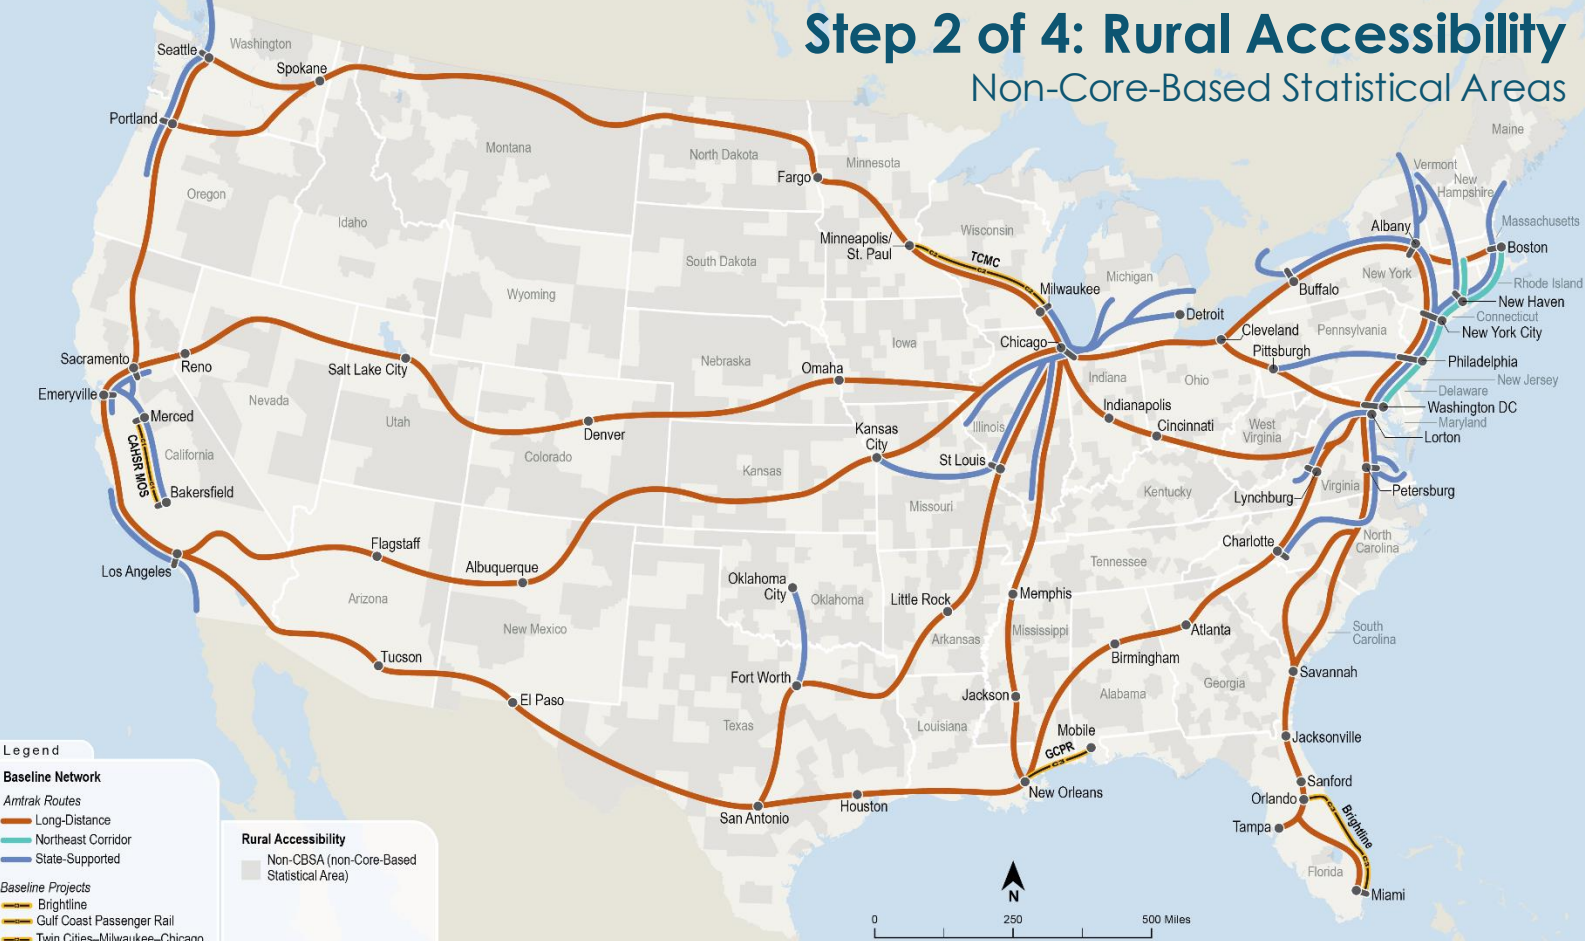 Step 2 of 4: Rural Accessibility
Non-Core-Based Statistical Areas
Seattle
Washington
Spokane
Portland
Montana
North Dakota
Minnesota
Maine
Fargo
Vermont
New
Hampshire
Oregon
Idaho
Minneapolis/
St. Paul
Wisconsin
TCMC
Albany
Massachusetts
Boston
South Dakota
Michigan
New York
Rhode Island
Wyoming
Milwaukee
Buffalo
New Haven
Connecticut
Detroit
New York City
Sacramento
Reno
Salt Lake City
Nebraska
Iowa
Chicago
Cleveland
Pennsylvania
Pittsburgh
Philadelphia
Omaha
Indiana
Ohio
New Jersey
Emeryville
Nevada
Delaware
Merced
Utah
Denver
Indianapolis
Washington DC
Maryland
CAHSR MOS
California
Colorado
Kansas
City
Illinois
Cincinnati
West
Virginia
Lorton
Kansas
St Louis
Bakersfield
Missouri
Kentucky
Lynchburg
Virginia
Petersburg
Los Angeles
Flagstaff
Albuquerque
Charlotte
North
Carolina
Tennessee
Oklahoma
City
Oklahoma
Little Rock
Memphis
Arizona
New Mexico
Arkansas
Mississippi
Atlanta
South
Carolina
Tucson
Birmingham
Fort Worth
Savannah
El Paso
Jackson
Alabama
Georgia
Texas
Louisiana
Mobile
GCPR
Jacksonville
New Orleans
Sanford
San Antonio
Houston
Orlando
Tampa
Brightline
Florida
Miami
Legend
Baseline Network
Amtrak Routes
Long-Distance
Northeast Corridor
State-Supported
Baseline Projects
Brightline
Gulf Coast Passenger Rail
Twin Cities–Milwaukee–Chicago
Rural Accessibility
Non-CBSA (non-Core-Based
Statistical Area)
N
0 250 500 Miles